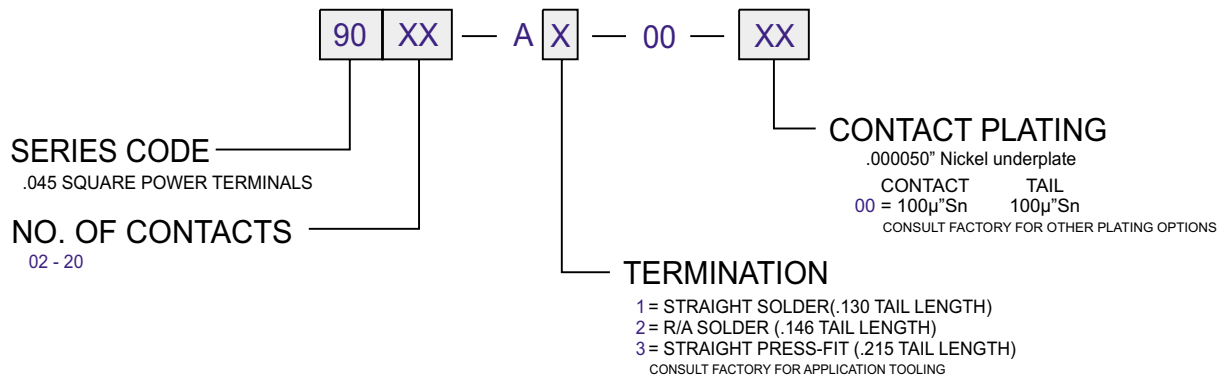 90 XX — A X — 00 — XX
SERIES CODE
.045 SQUARE POWER TERMINALS
NO. OF CONTACTS
02 - 20
CONTACT PLATING
.000050” Nickel underplate
CONTACT TAIL
00 = 100µ”Sn 100µ”Sn
CONSULT FACTORY FOR OTHER PLATING OPTIONS
TERMINATION
1 = STRAIGHT SOLDER(.130 TAIL LENGTH)
2 = R/A SOLDER (.146 TAIL LENGTH)
3 = STRAIGHT PRESS-FIT (.215 TAIL LENGTH)
CONSULT FACTORY FOR APPLICATION TOOLING